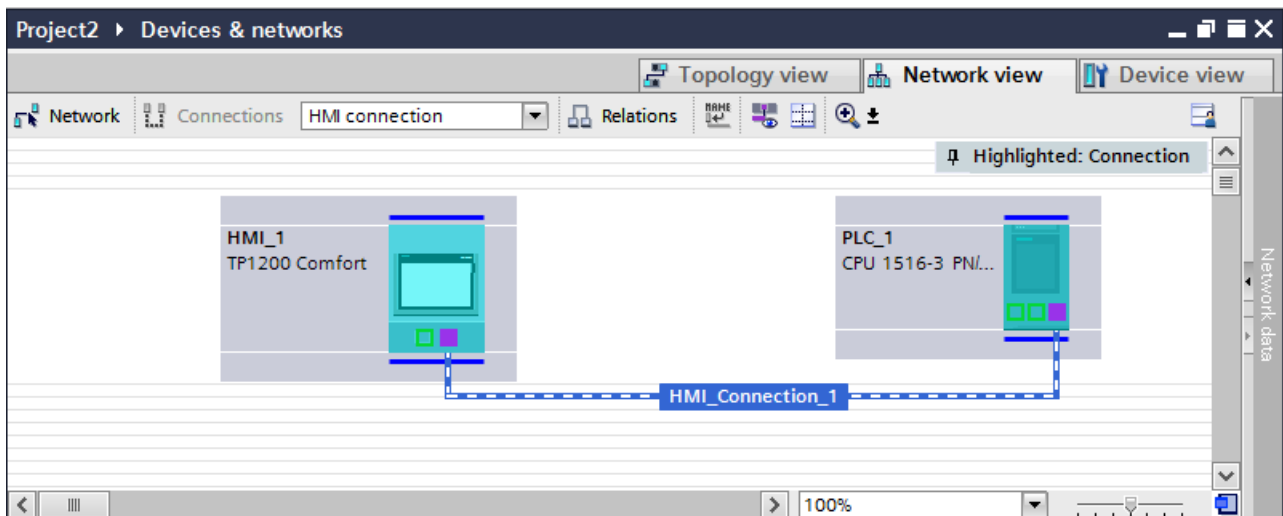 Project2 ▸ Devices & networks
Topology view Network view Device view
Network Connections HMI connection Relations NAME
Highlighted: Connection
HMI_1
TP1200 Comfort
PLC_1
CPU 1516-3 PN/...
HMI_Connection_1
Network data
100%